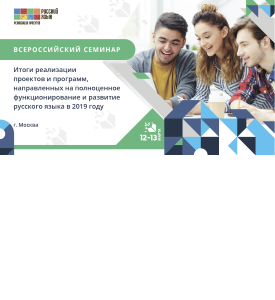 РУССКИЙ
ЯЗЫК
ВСЕРОССИЙСКИЙ СЕМИНАР
Итоги реализации
проектов и программ,
направленных на полноценное
функционирование и развитие
русского языка в 2019 году
г. Москва
12-13